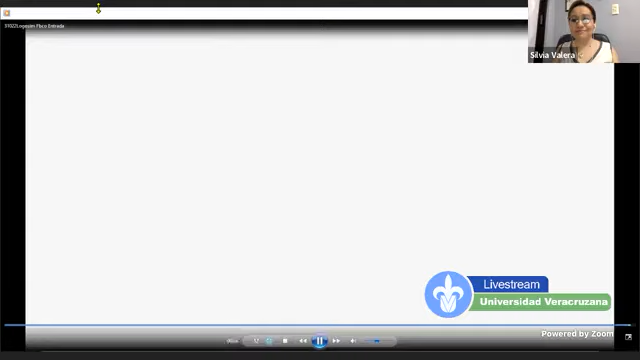 Silvia Valera
Livestream
Universidad Veracruzana
Powered by Zoom